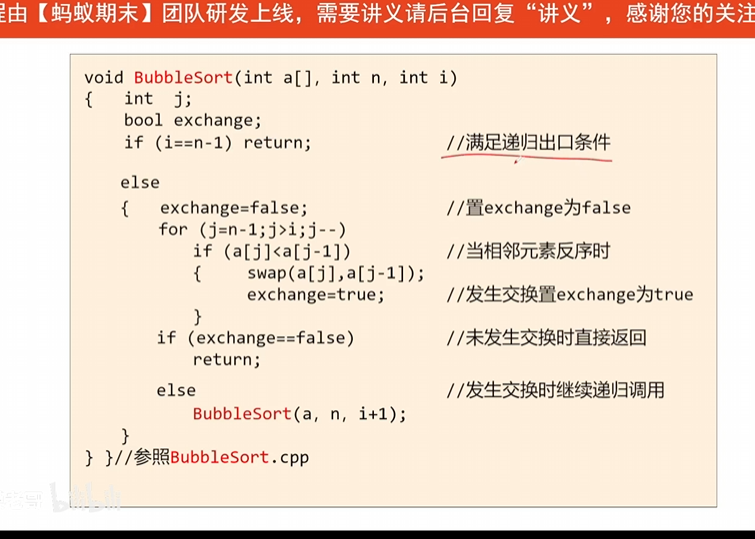 程由【蚂蚁期末】团队研发上线，需要讲义请后台回复“讲义”，感谢您的关注
void BubbleSort(int a[], int n, int i)
{   int  j;
    bool exchange;
    if (i==n-1) return;             //满足递归出口条件
    else
    {   exchange=false;             //置exchange为false
        for (j=n-1;j>i;j--)
            if (a[j]<a[j-1])        //当相邻元素反序时
            {    swap(a[j],a[j-1]);
                 exchange=true;     //发生交换置exchange为true
            }
        if (exchange==false)        //未发生交换时直接返回
            return;
        else                        //发生交换时继续递归调用
            BubbleSort(a, n, i+1);
    }
} }//参照BubbleSort.cpp
bilibili